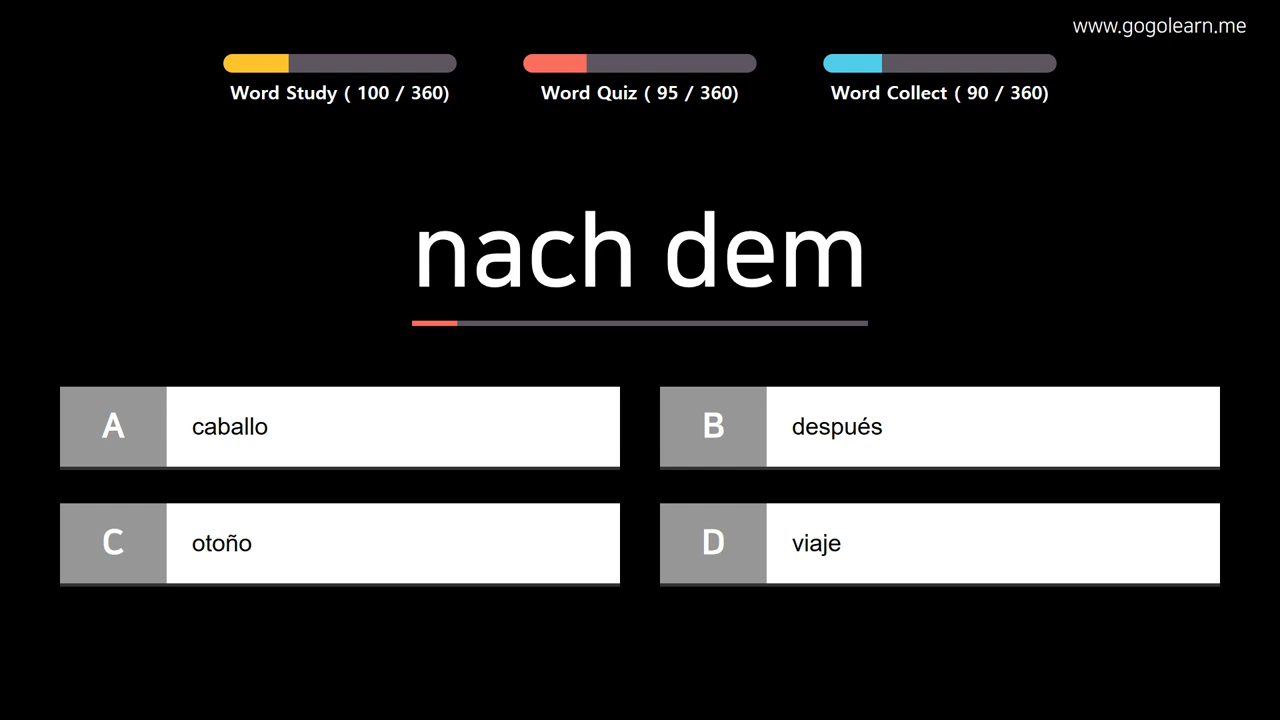 www.gogolearn.me
Word Study ( 100 / 360)
Word Quiz ( 95 / 360)
Word Collect ( 90 / 360)
nach dem
A caballo
B después
C otoño
D viaje